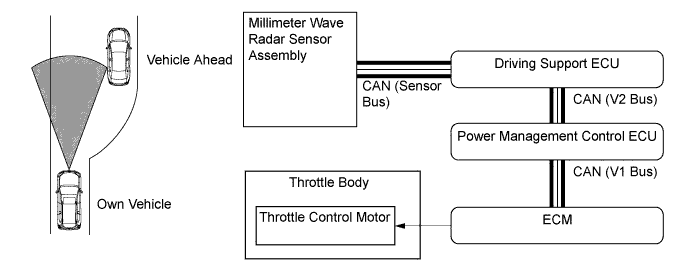 Vehicle Ahead
Own Vehicle
Millimeter Wave
Radar Sensor
Assembly
CAN (Sensor
Bus)
Driving Support ECU
CAN (V2 Bus)
Power Management Control ECU
CAN (V1 Bus)
ECM
Throttle Body
Throttle Control Motor